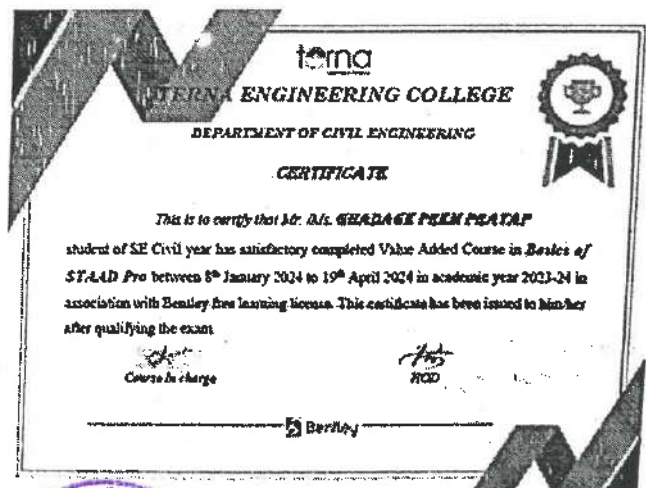 terna
TERNA ENGINEERING COLLEGE
DEPARTMENT OF CIVIL ENGINEERING
CERTIFICATE
This is to certify that Mr. /Ms. GHADAGE PREM PRATAP
student of SE Civil year has satisfactory completed Value Added Course in Basics of
STAAD Pro between 8th January 2024 to 19th April 2024 in academic year 2023-24 in
association with Bentley free learning license. This certificate has been issued to him/her
after qualifying the exam
Course In charge
HOD
Bentley